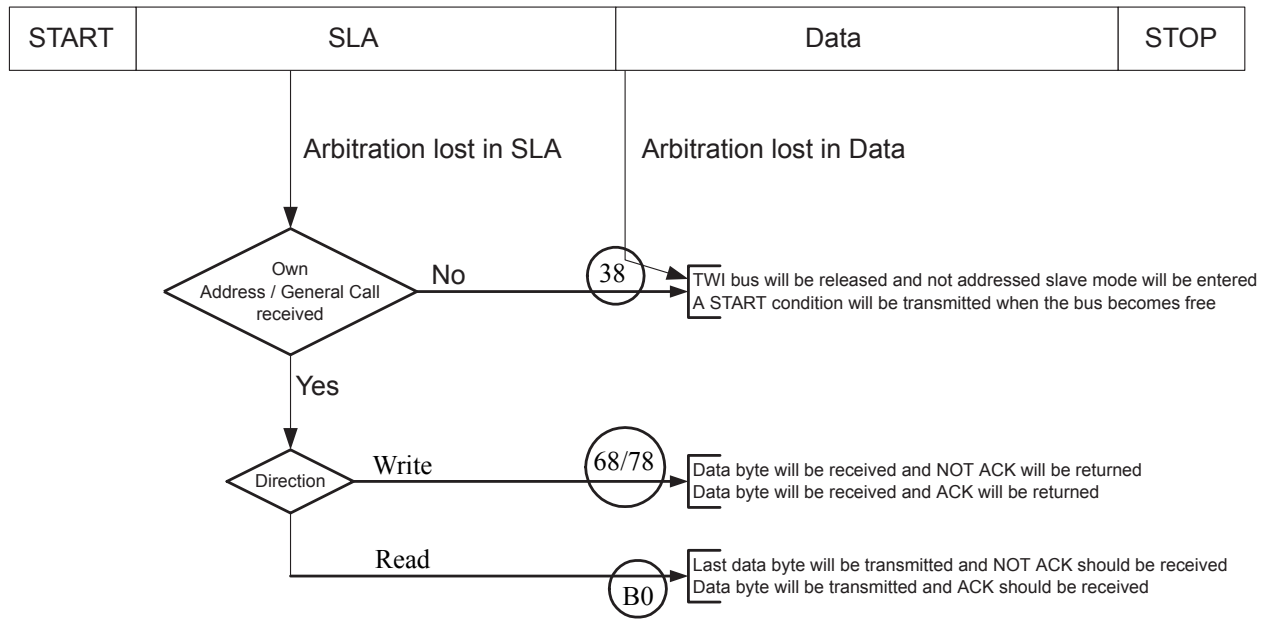 START SLA Data STOP
Arbitration lost in SLA Arbitration lost in Data
Own
Address / General Call
received
No
38
TWI bus will be released and not addressed slave mode will be entered
A START condition will be transmitted when the bus becomes free
Yes
Direction
Write
68/78
Data byte will be received and NOT ACK will be returned
Data byte will be received and ACK will be returned
Read
B0
Last data byte will be transmitted and NOT ACK should be received
Data byte will be transmitted and ACK should be received